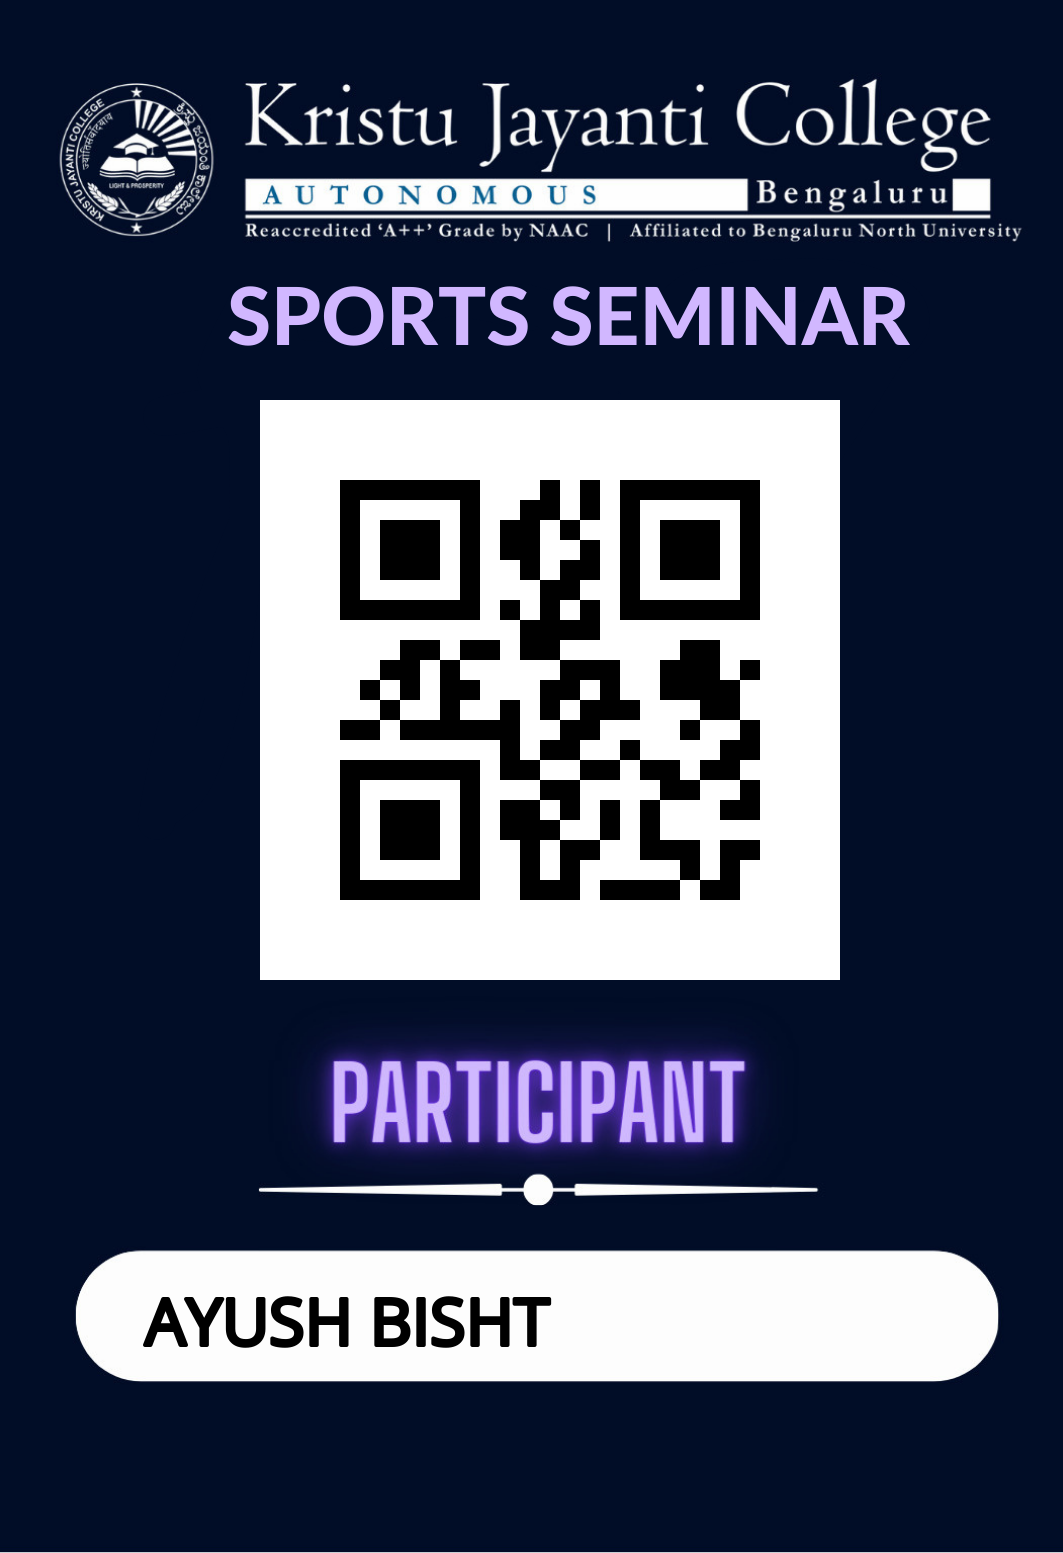 Kristu Jayanti College
AUTONOMOUS Bengaluru
Reaccredited ‘A++’ Grade by NAAC | Affiliated to Bengaluru North University
KRISTU JAYANTI COLLEGE
LIGHT & PROSPERITY
SPORTS SEMINAR
PARTICIPANT
AYUSH BISHT